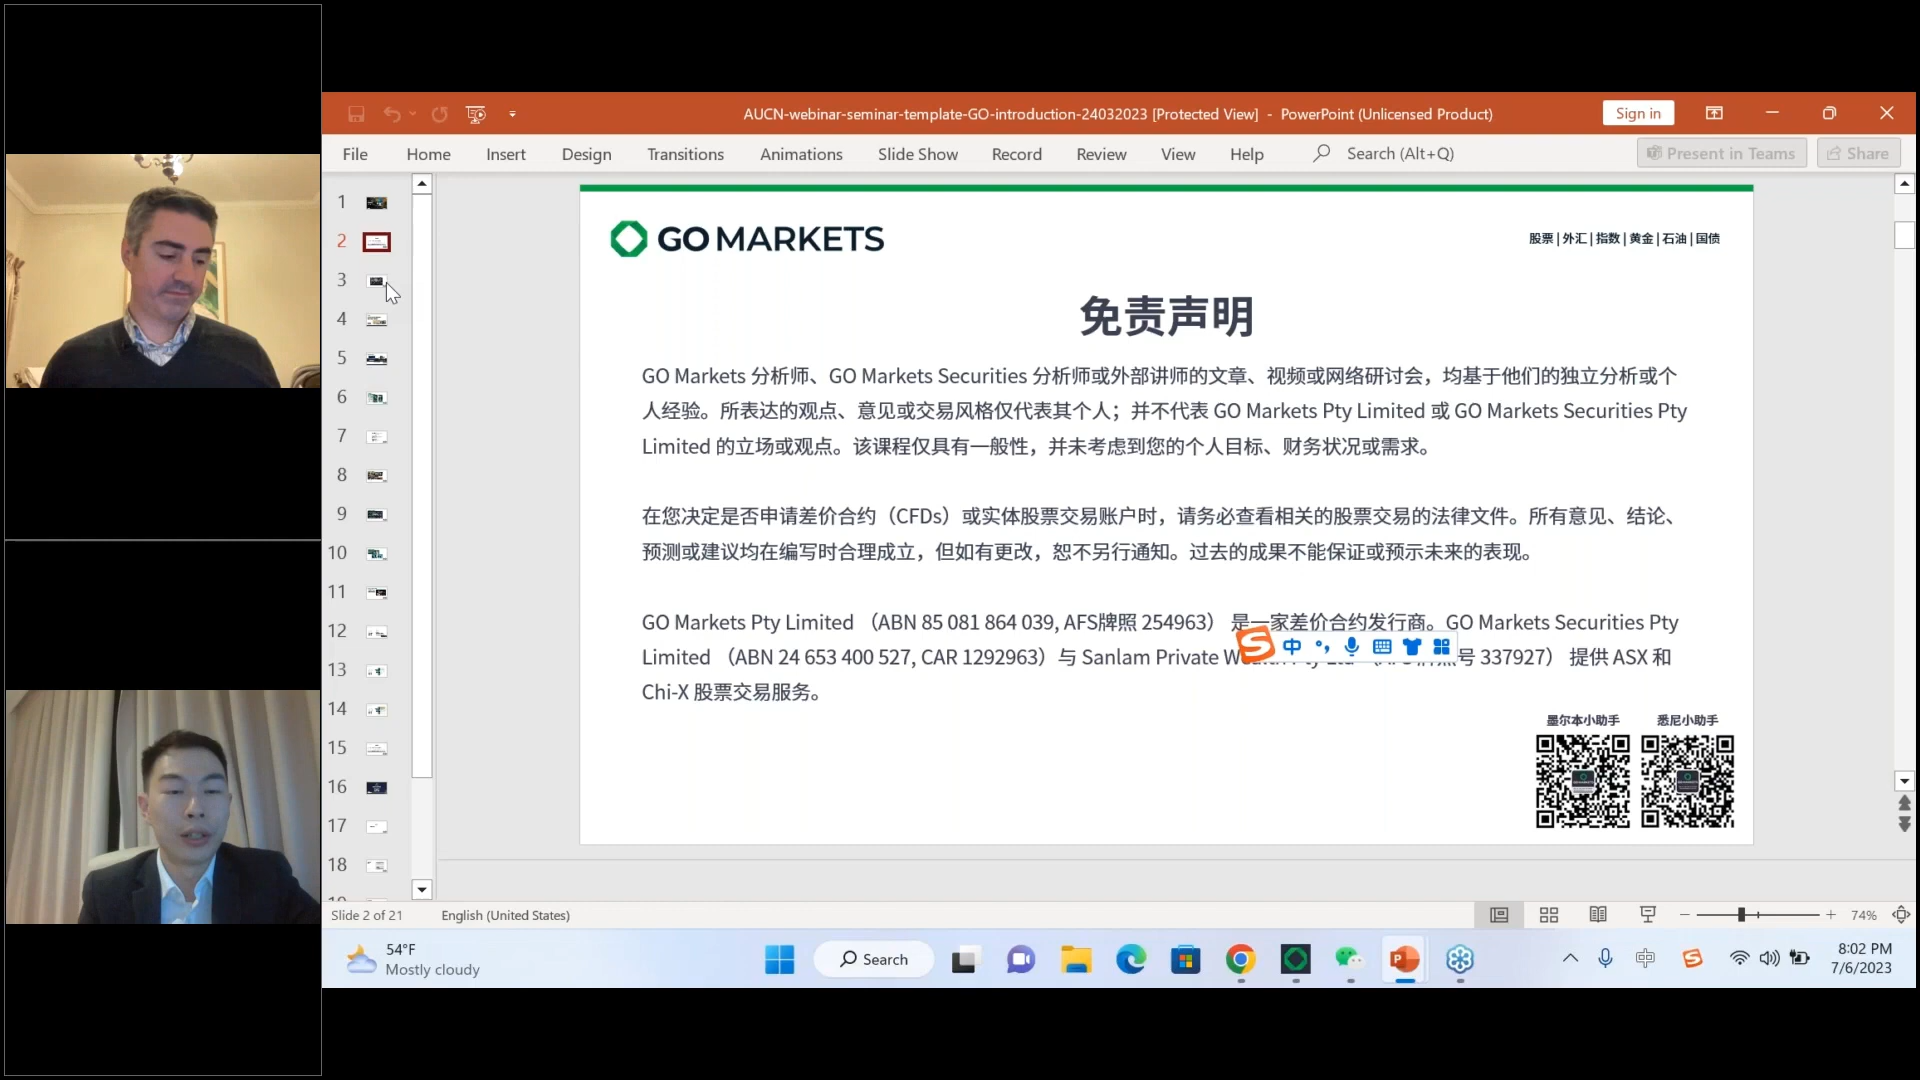 AUCN-webinar-seminar-template-GO-introduction-24032023 [Protected View] - PowerPoint (Unlicensed Product)
Sign in
File Home Insert Design Transitions Animations Slide Show Record Review View Help Search (Alt+Q)
Present in Teams Share
1
2
3
4
5
6
7
8
9
10
11
12
13
14
15
16
17
18
GO MARKETS
股票 | 外汇 | 指数 | 黄金 | 石油 | 国债
免责声明
GO Markets 分析师、GO Markets Securities 分析师或外部讲师的文章、视频或网络研讨会，均基于他们的独立分析或个
人经验。所表达的观点、意见或交易风格仅代表其个人；并不代表 GO Markets Pty Limited 或 GO Markets Securities Pty
Limited 的立场或观点。该课程仅具有一般性，并未考虑到您的个人目标、财务状况或需求。
在您决定是否申请差价合约（CFDs）或实体股票交易账户时，请务必查看相关的股票交易的法律文件。所有意见、结论、
预测或建议均在编写时合理成立，但如有更改，恕不另行通知。过去的成果不能保证或预示未来的表现。
GO Markets Pty Limited （ABN 85 081 864 039, AFS牌照 254963） 是一家差价合约发行商。GO Markets Securities Pty
Limited （ABN 24 653 400 527, CAR 1292963）与 Sanlam Private 号 337927） 提供 ASX 和
Chi-X 股票交易服务。
中
墨尔本小助手 悉尼小助手
Slide 2 of 21 English (United States) 74%
54°F
Mostly cloudy
Search
中
8:02 PM
7/6/2023